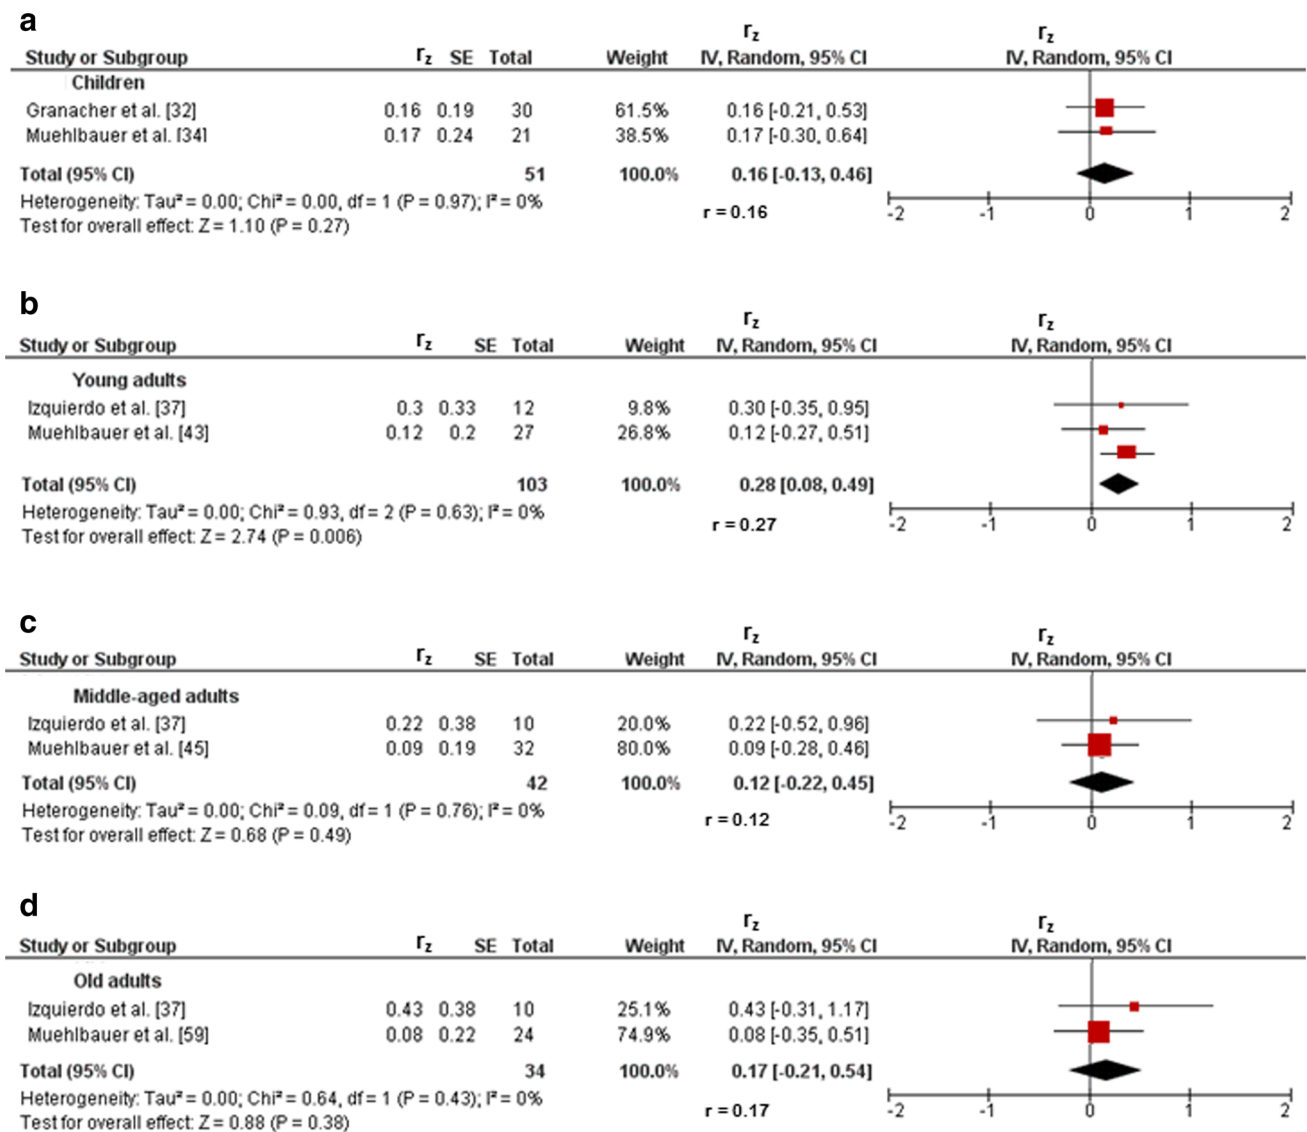 a
r_z
r_z
Study or Subgroup r_z SE Total Weight IV, Random, 95% CI IV, Random, 95% CI
Children
Granacher et al. [32] 0.16 0.19 30 61.5% 0.16 [-0.21, 0.53]
Muehlbauer et al. [34] 0.17 0.24 21 38.5% 0.17 [-0.30, 0.64]
Total (95% CI) 51 100.0% 0.16 [-0.13, 0.46]
Heterogeneity: Tau² = 0.00; Chi² = 0.00, df = 1 (P = 0.97); I² = 0%
Test for overall effect: Z = 1.10 (P = 0.27)
r = 0.16
-2 -1 0 1 2
b
r_z
r_z
Study or Subgroup r_z SE Total Weight IV, Random, 95% CI IV, Random, 95% CI
Young adults
Izquierdo et al. [37] 0.3 0.33 12 9.8% 0.30 [-0.35, 0.95]
Muehlbauer et al. [43] 0.12 0.2 27 26.8% 0.12 [-0.27, 0.51]
Total (95% CI) 103 100.0% 0.28 [0.08, 0.49]
Heterogeneity: Tau² = 0.00; Chi² = 0.93, df = 2 (P = 0.63); I² = 0%
Test for overall effect: Z = 2.74 (P = 0.006)
r = 0.27
-2 -1 0 1 2
c
r_z
r_z
Study or Subgroup r_z SE Total Weight IV, Random, 95% CI IV, Random, 95% CI
Middle-aged adults
Izquierdo et al. [37] 0.22 0.38 10 20.0% 0.22 [-0.52, 0.96]
Muehlbauer et al. [45] 0.09 0.19 32 80.0% 0.09 [-0.28, 0.46]
Total (95% CI) 42 100.0% 0.12 [-0.22, 0.45]
Heterogeneity: Tau² = 0.00; Chi² = 0.09, df = 1 (P = 0.76); I² = 0%
Test for overall effect: Z = 0.68 (P = 0.49)
r = 0.12
-2 -1 0 1 2
d
r_z
r_z
Study or Subgroup r_z SE Total Weight IV, Random, 95% CI IV, Random, 95% CI
Old adults
Izquierdo et al. [37] 0.43 0.38 10 25.1% 0.43 [-0.31, 1.17]
Muehlbauer et al. [59] 0.08 0.22 24 74.9% 0.08 [-0.35, 0.51]
Total (95% CI) 34 100.0% 0.17 [-0.21, 0.54]
Heterogeneity: Tau² = 0.00; Chi² = 0.64, df = 1 (P = 0.43); I² = 0%
Test for overall effect: Z = 0.88 (P = 0.38)
r = 0.17
-2 -1 0 1 2